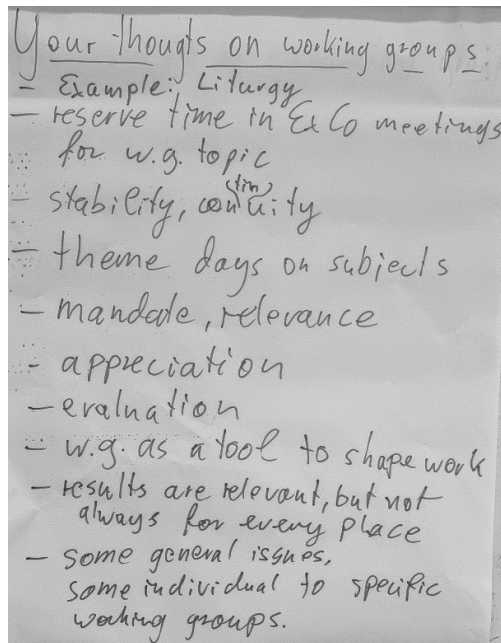 Your thougts on working groups.
- Example: Liturgy
- reserve time in ExCo meetings
for w.g. topic
- stability, con(tin)uity
- theme days on subjects
- mandate, relevance
- appreciation
- evaluation
- w.g. as a tool to shape work
- results are relevant, but not
always for every place
- some general issues,
some individual to specific
working groups.